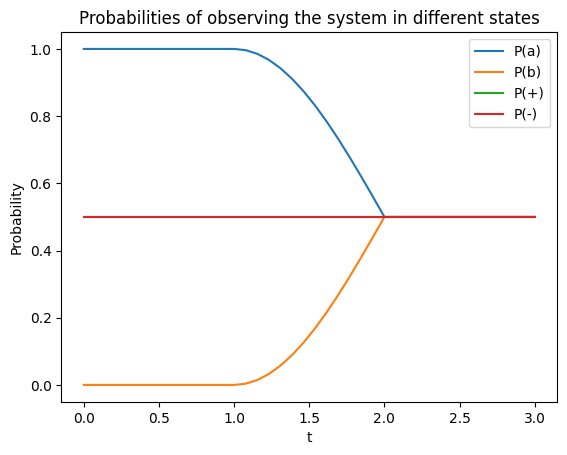 Probabilities of observing the system in different states
1.0
0.8
0.6
0.4
0.2
0.0
Probability
P(a)
P(b)
P(+)
P(-)
0.0 0.5 1.0 1.5 2.0 2.5 3.0
t